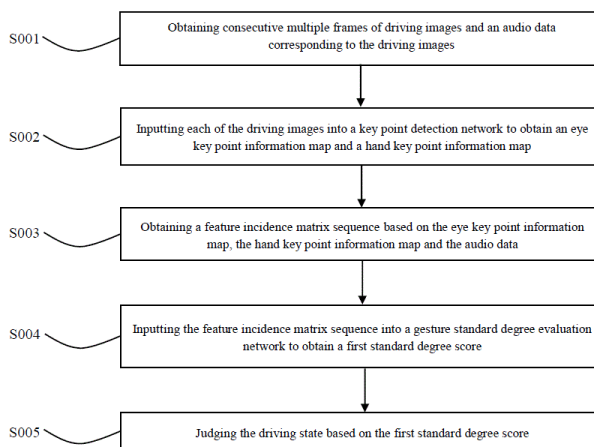 S001
Obtaining consecutive multiple frames of driving images and an audio data
corresponding to the driving images
S002
Inputting each of the driving images into a key point detection network to obtain an eye
key point information map and a hand key point information map
S003
Obtaining a feature incidence matrix sequence based on the eye key point information
map, the hand key point information map and the audio data
S004
Inputting the feature incidence matrix sequence into a gesture standard degree evaluation
network to obtain a first standard degree score
S005
Judging the driving state based on the first standard degree score